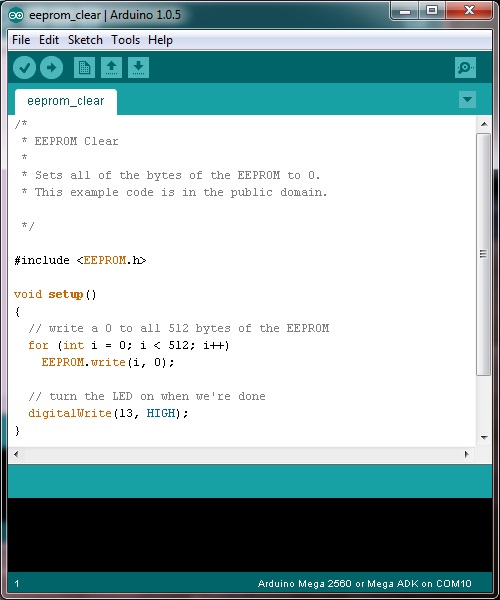 eeprom_clear | Arduino 1.0.5
File Edit Sketch Tools Help
eeprom_clear
/*
 * EEPROM Clear
 *
 * Sets all of the bytes of the EEPROM to 0.
 * This example code is in the public domain.
 */
#include <EEPROM.h>
void setup()
{
  // write a 0 to all 512 bytes of the EEPROM
  for (int i = 0; i < 512; i++)
    EEPROM.write(i, 0);
  // turn the LED on when we're done
  digitalWrite(13, HIGH);
}
1 Arduino Mega 2560 or Mega ADK on COM10